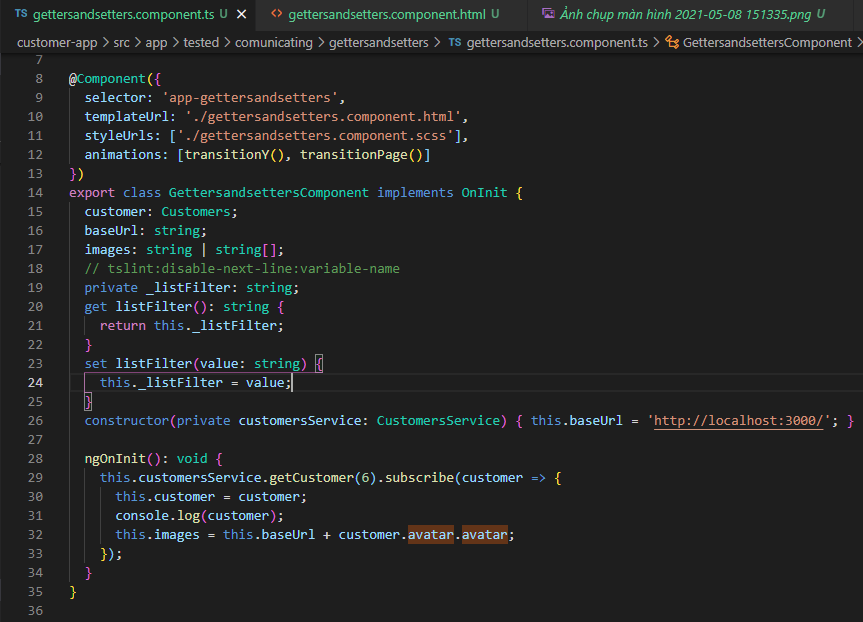 TS gettersandsetters.component.ts U × <> gettersandsetters.component.html U Ảnh chụp màn hình 2021-05-08 151335.png U
customer-app > src > app > tested > comunicating > gettersandsetters > TS gettersandsetters.component.ts > GettersandsettersComponent >
7
8 @Component({
9 selector: 'app-gettersandsetters',
10 templateUrl: './gettersandsetters.component.html',
11 styleUrls: ['./gettersandsetters.component.scss'],
12 animations: [transitionY(), transitionPage()]
13 })
14 export class GettersandsettersComponent implements OnInit {
15 customer: Customers;
16 baseUrl: string;
17 images: string | string[];
18 // tslint:disable-next-line:variable-name
19 private _listFilter: string;
20 get listFilter(): string {
21 return this._listFilter;
22 }
23 set listFilter(value: string) {
24 this._listFilter = value;
25 }
26 constructor(private customersService: CustomersService) { this.baseUrl = 'http://localhost:3000/'; }
27
28 ngOnInit(): void {
29 this.customersService.getCustomer(6).subscribe(customer => {
30 this.customer = customer;
31 console.log(customer);
32 this.images = this.baseUrl + customer.avatar.avatar;
33 });
34 }
35 }
36